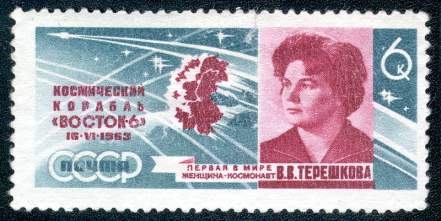 6 к
КОСМИЧЕСКИЙ
КОРАБЛЬ
«ВОСТОК-6»
16·VI·1963
СССР
ПОЧТА
ПЕРВАЯ В МИРЕ
ЖЕНЩИНА-КОСМОНАВТ
В.В.ТЕРЕШКОВА